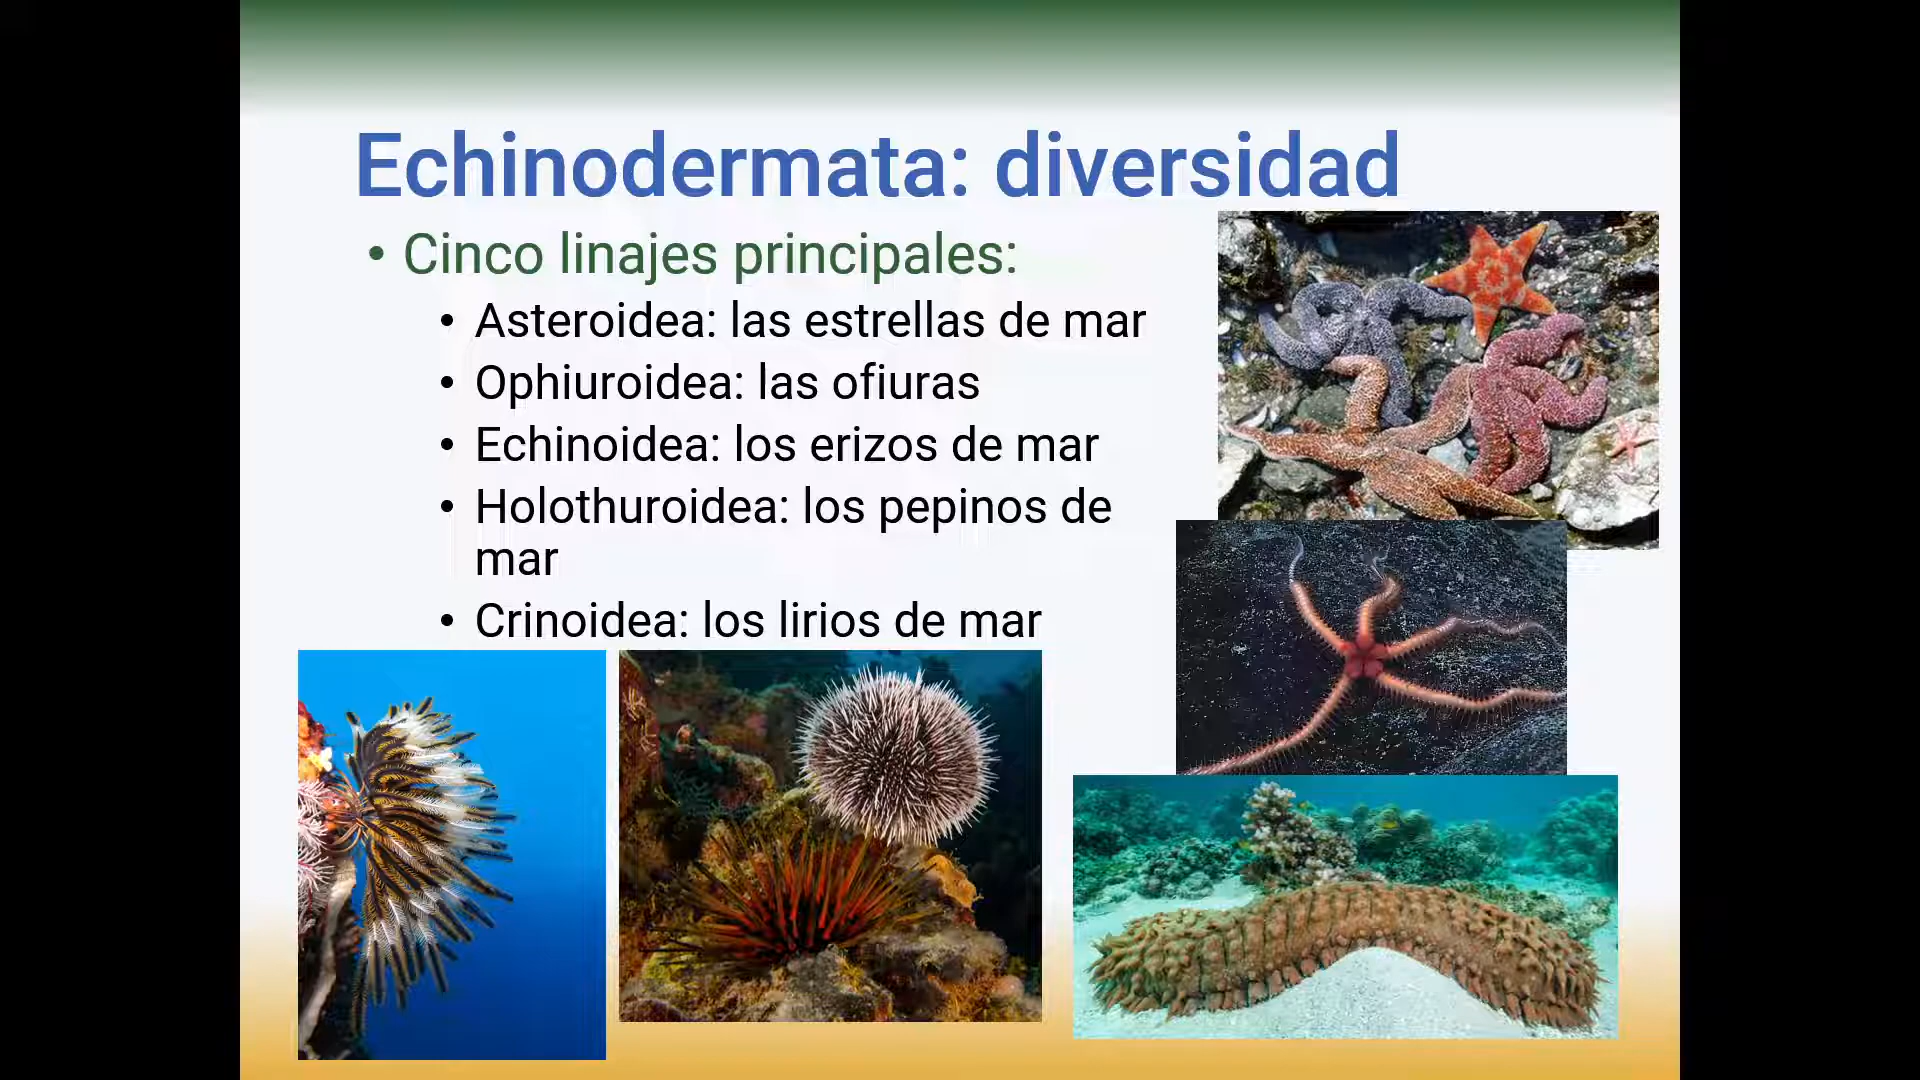 Echinodermata: diversidad
• Cinco linajes principales:
• Asteroidea: las estrellas de mar
• Ophiuroidea: las ofiuras
• Echinoidea: los erizos de mar
• Holothuroidea: los pepinos de
mar
• Crinoidea: los lirios de mar